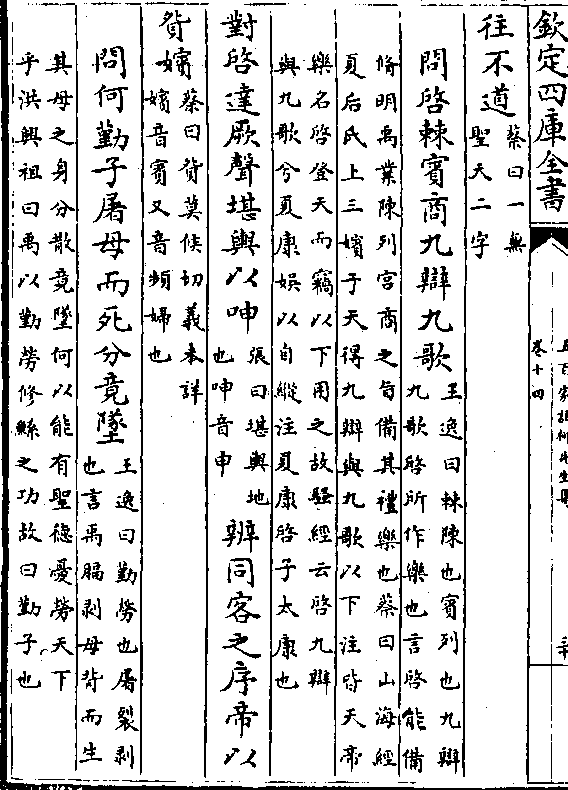 欽定四庫全書
卷十四
往不道蔡曰一無聖天二字
問啓棘賓商九辯九歌王逸曰棘陳也賓列也九辯九歌啓所作樂也言啓能備
脩明禹業陳列宮商之旨備其禮樂也蔡曰山海經夏后氏上三嬪于天得九辯與九歌以下注皆天帝
樂名啓登天而竊以下用之故騷經云啓九辯與九歌兮夏康娛以自縱注夏康啓子太康也
對啓達厥聲堪輿以呻張曰堪輿地也呻音申辨同容之序帝以
貿嬪蔡曰貿莫候切義未詳嬪音賓又音頻婦也
問何勤子屠母而死分竟墜王逸曰勤勞也屠裂剥也言禹䐔剥母背而生
其母之身分散竟墜何以能有聖德憂勞天下乎洪興祖曰禹以勤勞修鯀之功故曰勤子也